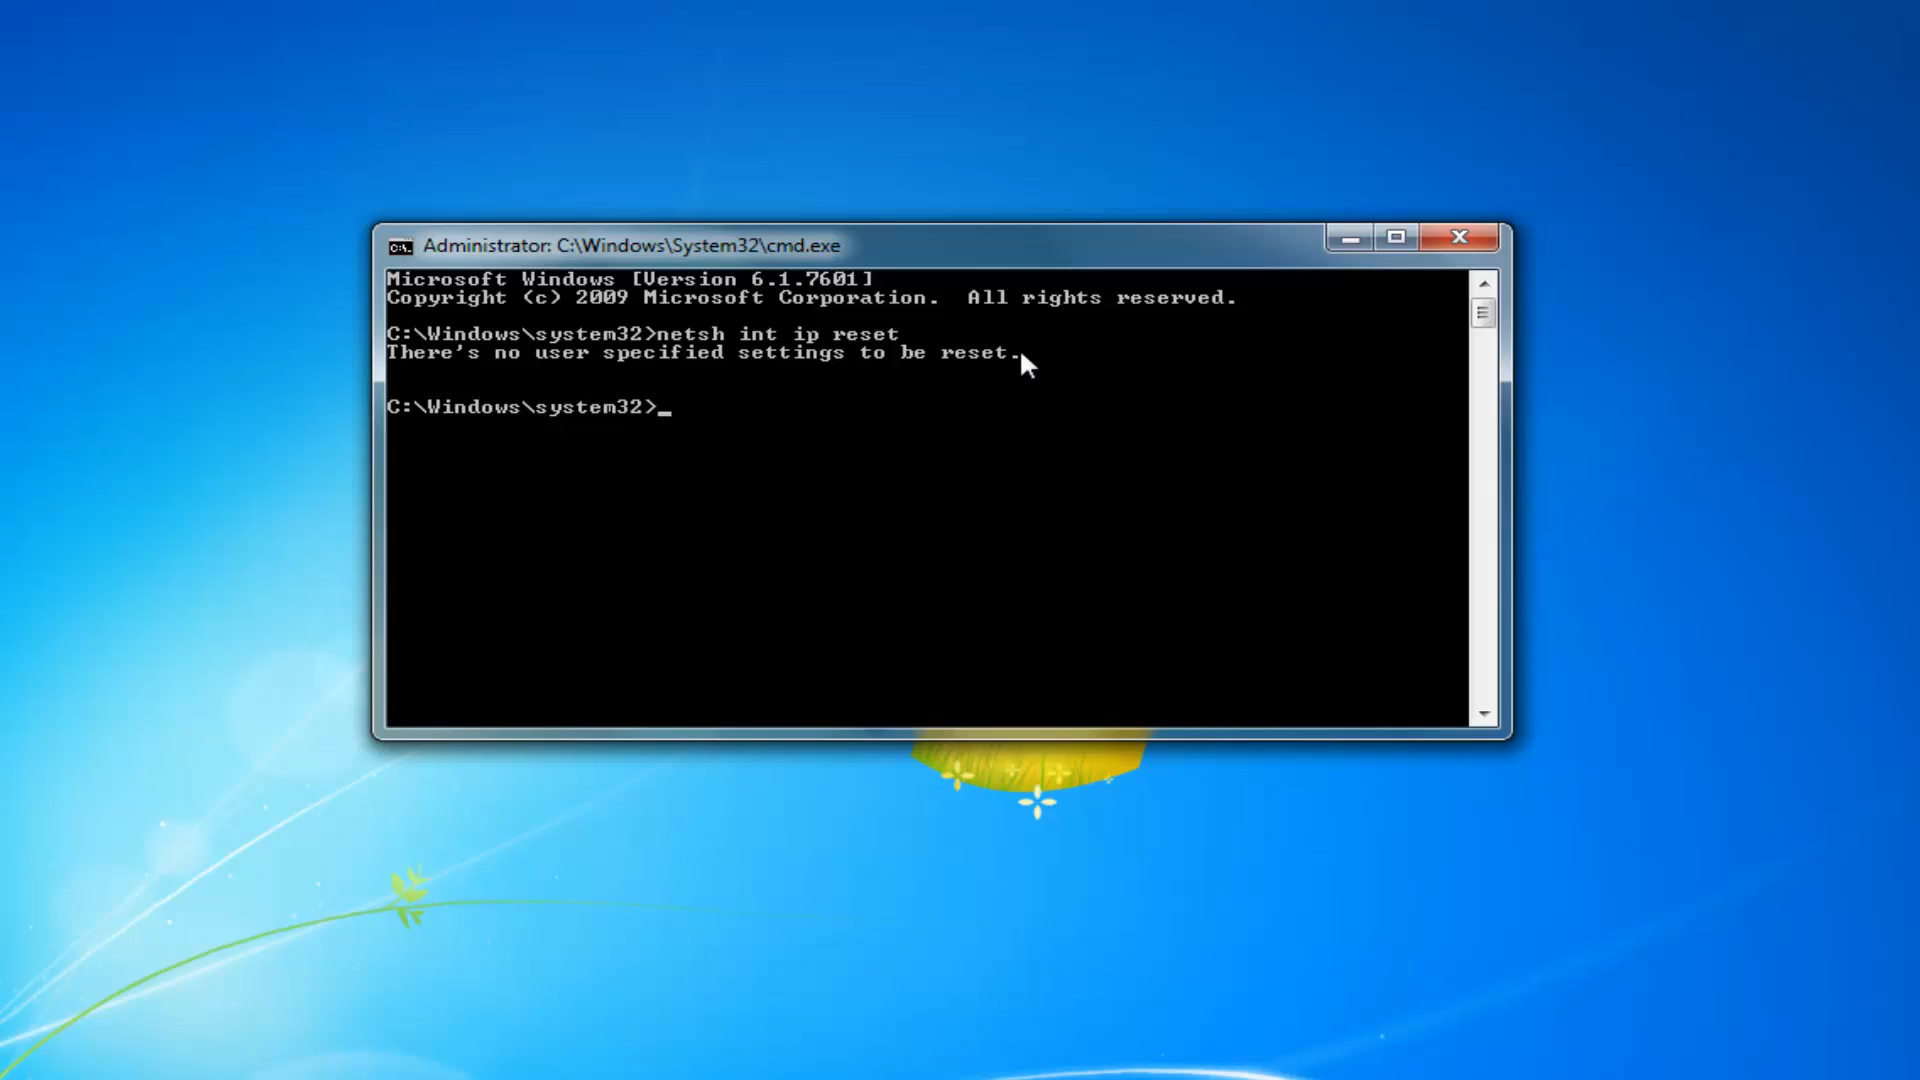 Administrator: C:\Windows\System32\cmd.exe
Microsoft Windows [Version 6.1.7601]
Copyright (c) 2009 Microsoft Corporation.  All rights reserved.
C:\Windows\system32>netsh int ip reset
There's no user specified settings to be reset.
C:\Windows\system32>_